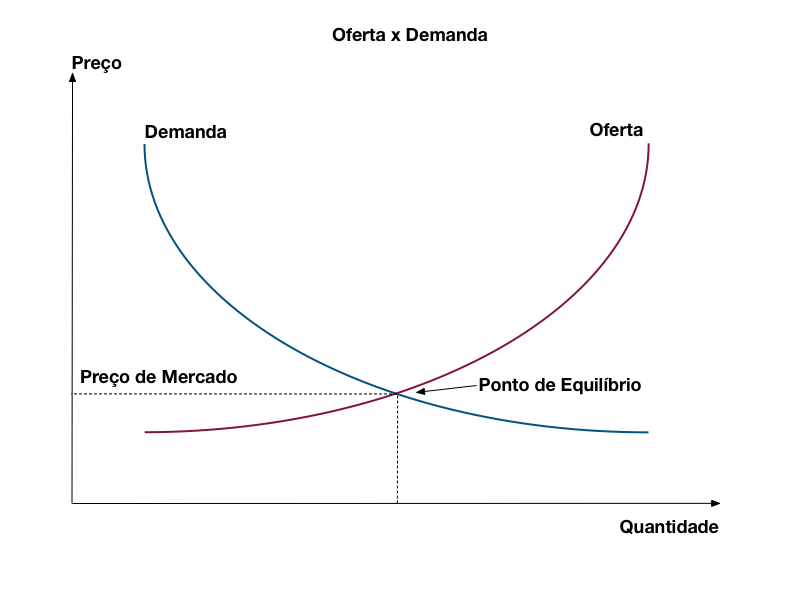 Oferta x Demanda
Preço
Demanda
Oferta
Preço de Mercado
Ponto de Equilíbrio
Quantidade